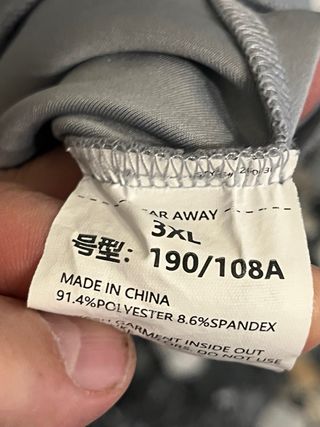 AR AWAY
3XL
号型: 190/108A
MADE IN CHINA
91.4%POLYESTER 8.6%SPANDEX
GARMENT INSIDE OUT
DO NOT USE